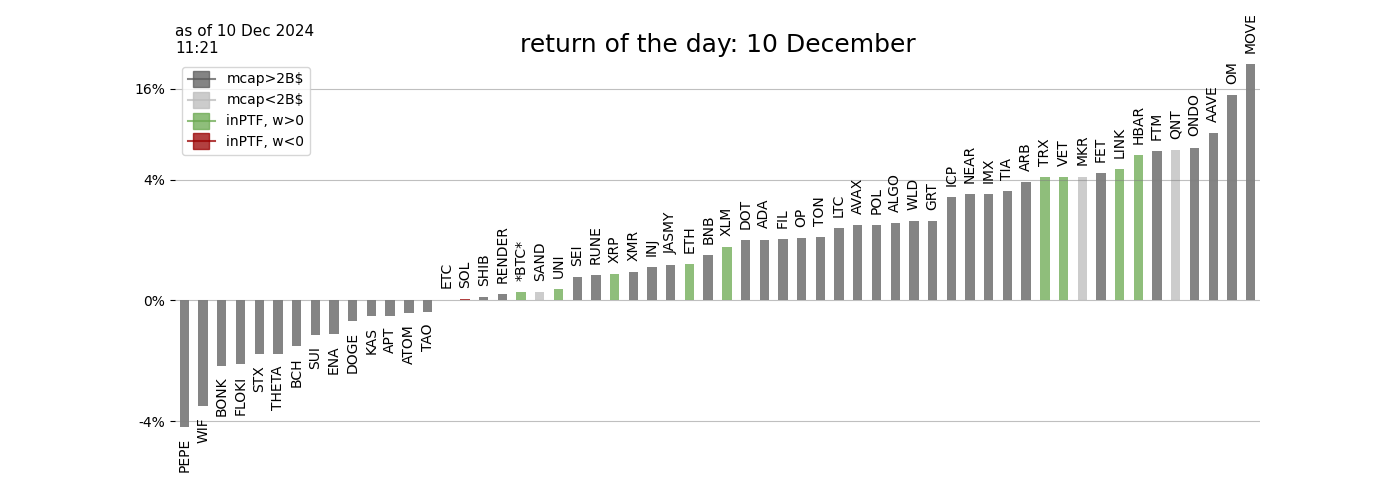 as of 10 Dec 2024
11:21
return of the day: 10 December
mcap>2B$
mcap<2B$
inPTF, w>0
inPTF, w<0
16%
4%
0%
-4%
PEPE
WIF
BONK
FLOKI
STX
THETA
BCH
SUI
ENA
DOGE
KAS
APT
ATOM
TAO
ETC
SOL
SHIB
RENDER
*BTC*
SAND
UNI
SEI
RUNE
XRP
XMR
INJ
JASMY
ETH
BNB
XLM
DOT
ADA
FIL
OP
TON
LTC
AVAX
POL
ALGO
WLD
GRT
ICP
NEAR
IMX
TIA
ARB
TRX
VET
MKR
FET
LINK
HBAR
FTM
QNT
ONDO
AAVE
OM
MOVE